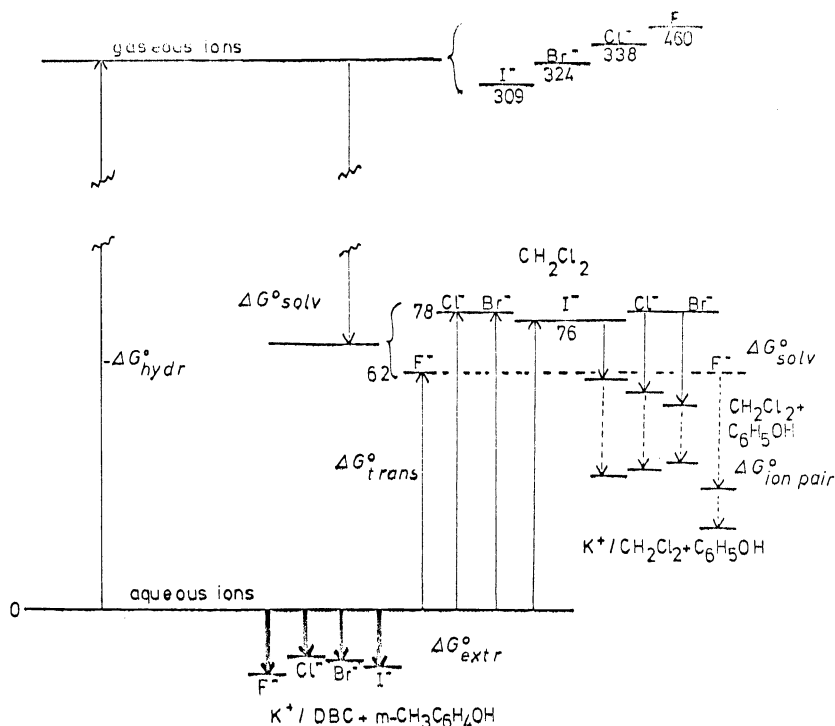 gaseous ions
F
460
Cl⁻
338
Br⁻
324
I⁻
309
CH₂Cl₂
ΔG°solv
78 Cl⁻ Br⁻ I⁻ Cl⁻ Br⁻
76
-ΔG°hydr
62 F⁻ F⁻ ΔG°solv
CH₂Cl₂+
C₆H₅OH
ΔG°trans
ΔG°ion pair
K⁺/CH₂Cl₂+C₆H₅OH
0 aqueous ions
ΔG°extr
F⁻ Cl⁻ Br⁻ I⁻
K⁺/DBC + m-CH₃C₆H₄OH